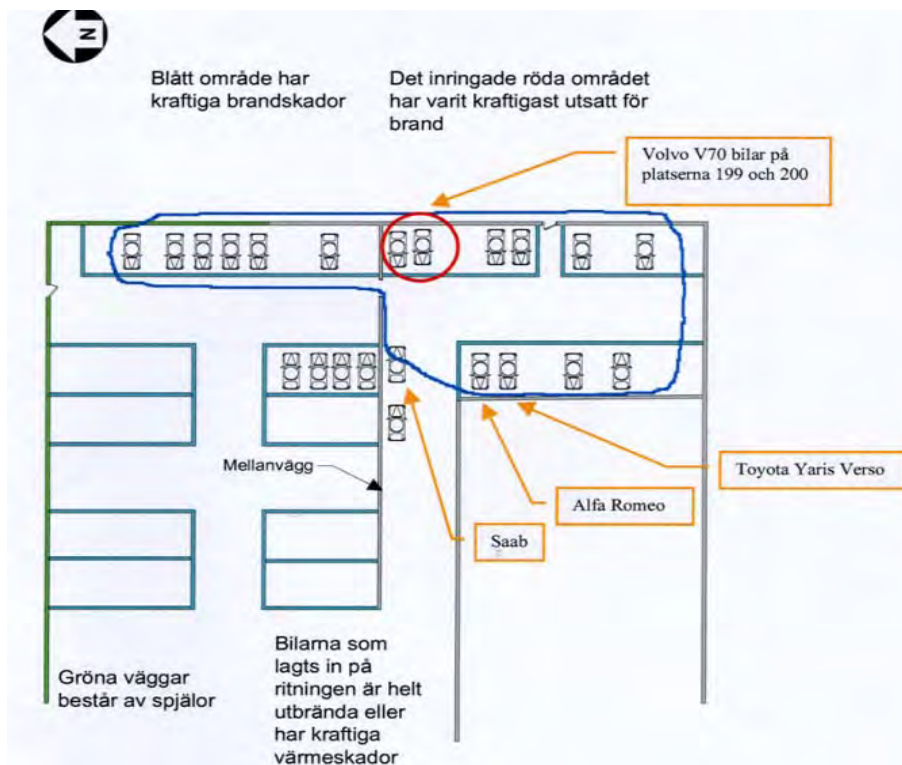 N
Blått område har
kraftiga brandskador
Det inringade röda området
har varit kraftigast utsatt för
brand
Volvo V70 bilar på
platserna 199 och 200
Mellanvägg
Toyota Yaris Verso
Alfa Romeo
Saab
Gröna väggar
består av spjälor
Bilarna som
lagts in på
ritningen är helt
utbrända eller
har kraftiga
värmeskador